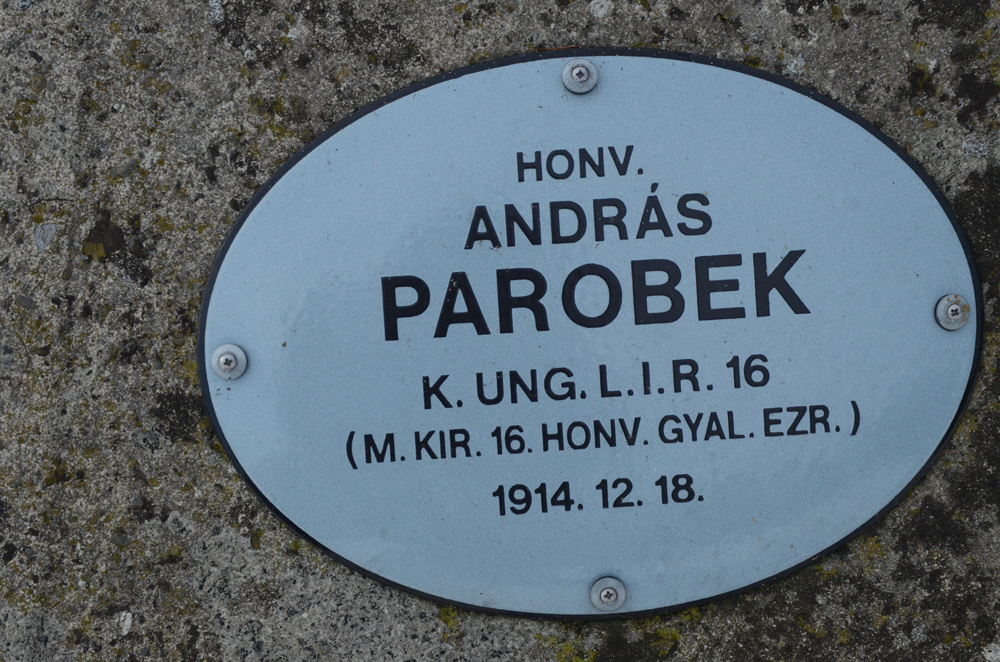 HONV.
ANDRÁS
PAROBEK
K. UNG. L.I.R. 16
(M. KIR. 16. HONV. GYAL. EZR.)
1914. 12. 18.